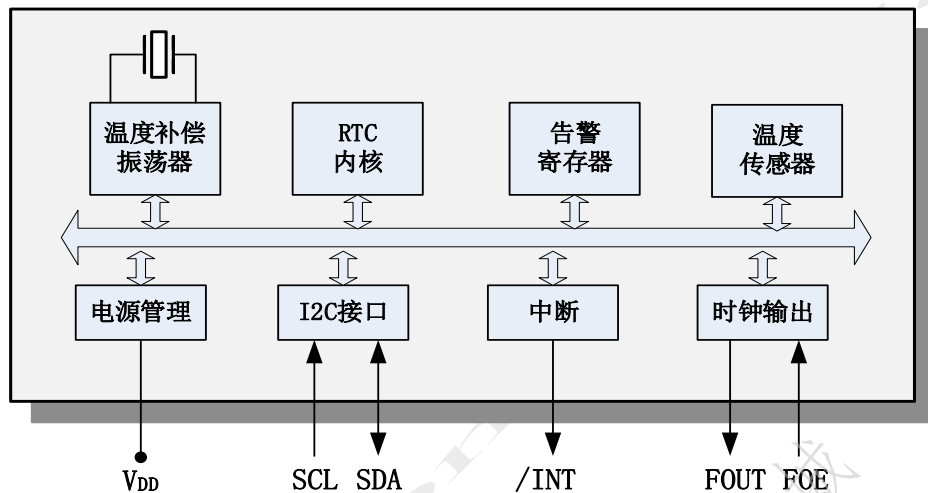 温度补偿
振荡器
RTC
内核
告警
寄存器
温度
传感器
电源管理
I2C接口
中断
时钟输出
VDD
SCL
SDA
/INT
FOUT
FOE